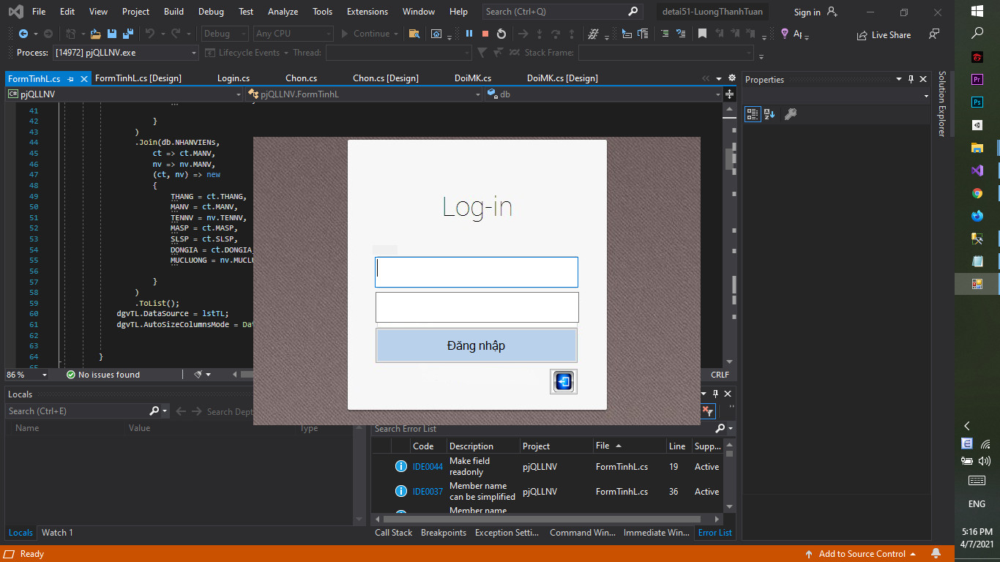 File Edit View Project Build Debug Test Analyze Tools Extensions Window Help Search (Ctrl+Q) detai51-LuongThanhTuan Sign in
Debug Any CPU Continue Live Share
Process: [14972] pjQLLNV.exe Lifecycle Events Thread: Stack Frame:
FormTinhL.cs FormTinhL.cs [Design] Login.cs Chon.cs Chon.cs [Design] DoiMK.cs DoiMK.cs [Design]
pjQLLNV pjQLLNV.FormTinhL db
41
42 }
43 )
44 .Join(db.NHANVIENs,
45 ct => ct.MANV,
46 nv => nv.MANV,
47 (ct, nv) => new
48 {
49 THANG = ct.THANG,
50 MANV = ct.MANV,
51 TENNV = nv.TENNV,
52 MASP = ct.MASP,
53 SLSP = ct.SLSP,
54 DONGIA = ct.DONGIA
55 MUCLUONG = nv.MUCLU
56
57 }
58 )
59 .ToList();
60 dgvTL.DataSource = lstTL;
61 dgvTL.AutoSizeColumnsMode = Dat
62
63
64 }
86 % No issues found CRLF
Log-in
Đăng nhập
Properties
Solution Explorer
Locals
Search (Ctrl+E) Search Dept
Name Value Type
Search Error List
Code Description Project File Line Supp...
IDE0044 Make field readonly pjQLLNV FormTinhL.cs 19 Active
IDE0037 Member name can be simplified pjQLLNV FormTinhL.cs 36 Active
Member name
Locals Watch 1
Call Stack Breakpoints Exception Setti... Command Win... Immediate Win... Error List
Ready Add to Source Control
Pr
Ps
ENG
5:16 PM
4/7/2021